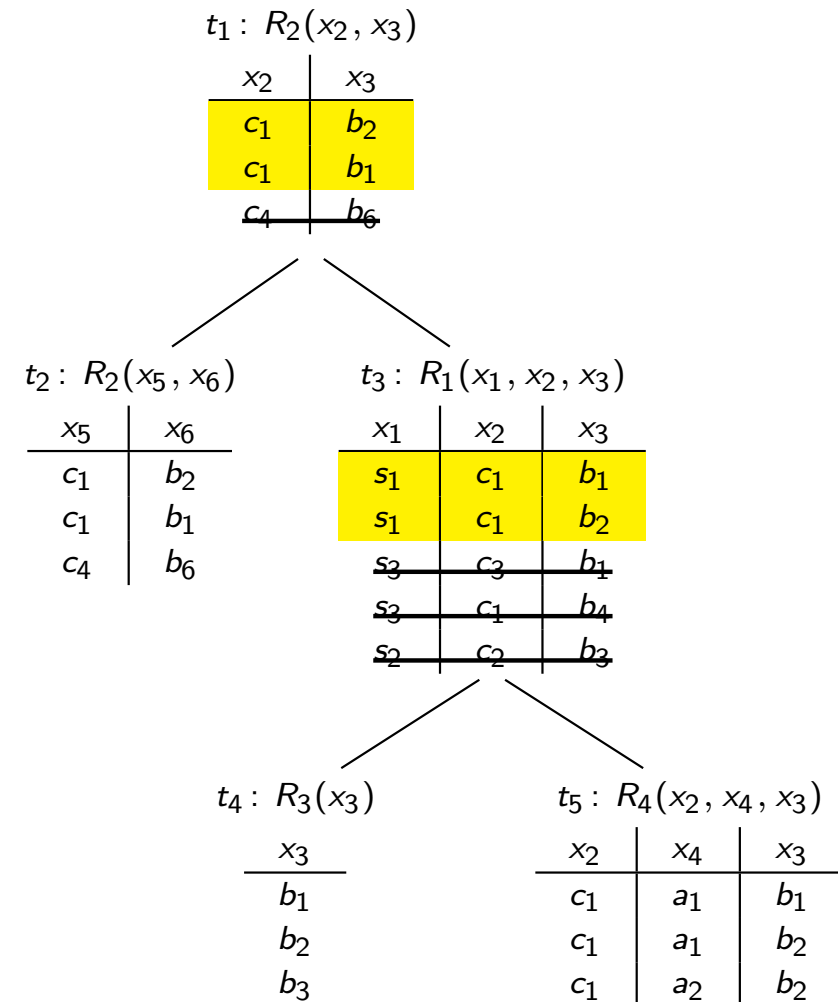 t₁ : R₂(x₂, x₃)
x₂ x₃
c₁ b₂
c₁ b₁
c₄ b₆
t₂ : R₂(x₅, x₆)
x₅ x₆
c₁ b₂
c₁ b₁
c₄ b₆
t₃ : R₁(x₁, x₂, x₃)
x₁ x₂ x₃
s₁ c₁ b₁
s₁ c₁ b₂
s₃ c₃ b₁
s₃ c₁ b₄
s₂ c₂ b₃
t₄ : R₃(x₃)
x₃
b₁
b₂
b₃
t₅ : R₄(x₂, x₄, x₃)
x₂ x₄ x₃
c₁ a₁ b₁
c₁ a₁ b₂
c₁ a₂ b₂